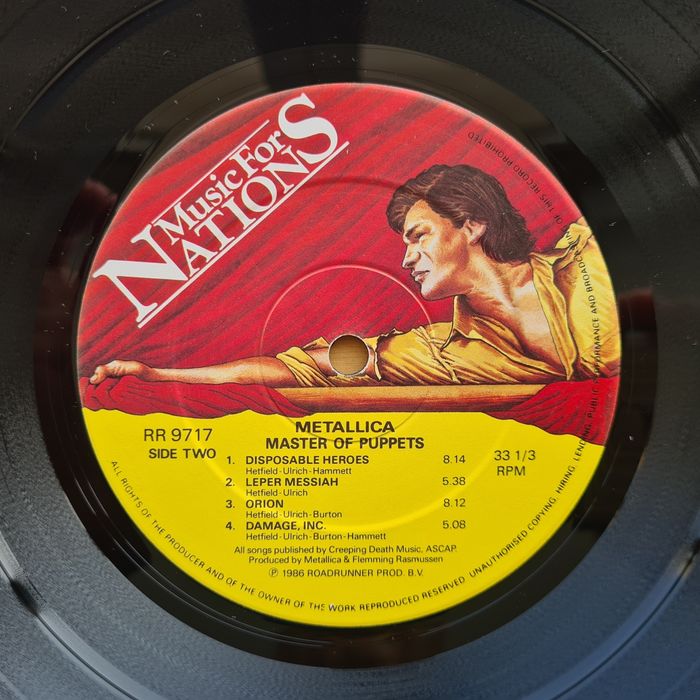 Music For
NATIONS
RR 9717
SIDE TWO
METALLICA
MASTER OF PUPPETS
33 1/3
RPM
1. DISPOSABLE HEROES 8.14
Hetfield-Ulrich-Hammett
2. LEPER MESSIAH 5.38
Hetfield-Ulrich
3. ORION 8.12
Hetfield-Ulrich-Burton
4. DAMAGE, INC. 5.08
Hetfield-Ulrich-Burton-Hammett
All songs published by Creeping Death Music, ASCAP.
Produced by Metallica & Flemming Rasmussen
℗ 1986 ROADRUNNER PROD. B.V.
ALL RIGHTS OF THE PRODUCER AND OF THE OWNER OF THE WORK REPRODUCED RESERVED. UNAUTHORISED COPYING, HIRING, LENDING, PUBLIC PERFORMANCE AND BROADCASTING OF THIS RECORD PROHIBITED